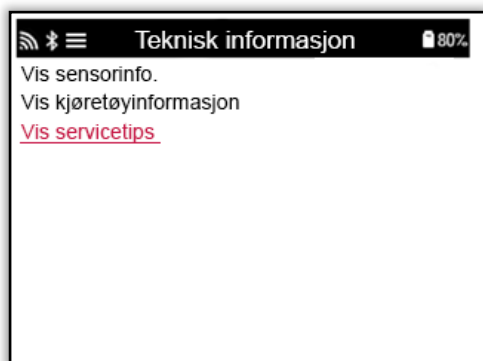 Teknisk informasjon 80%
Vis sensorinfo.
Vis kjøretøyinformasjon
Vis servicetips